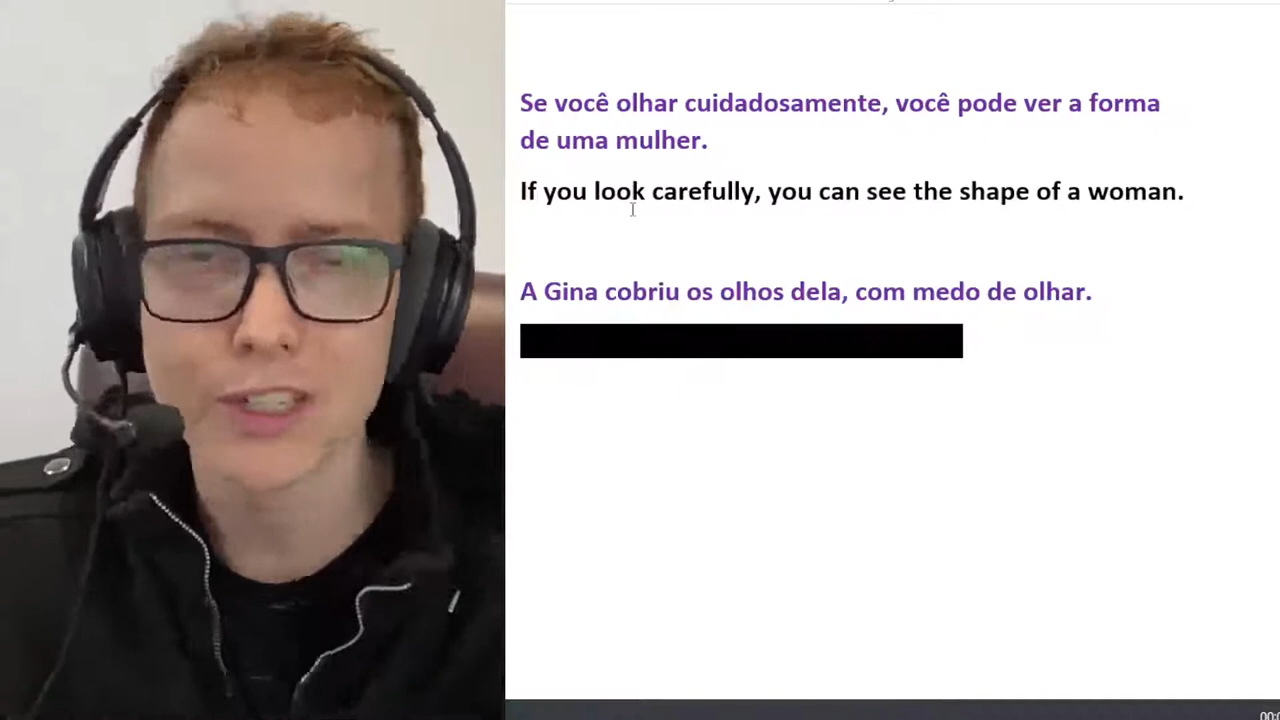 Se você olhar cuidadosamente, você pode ver a forma
de uma mulher.
If you look carefully, you can see the shape of a woman.
A Gina cobriu os olhos dela, com medo de olhar.